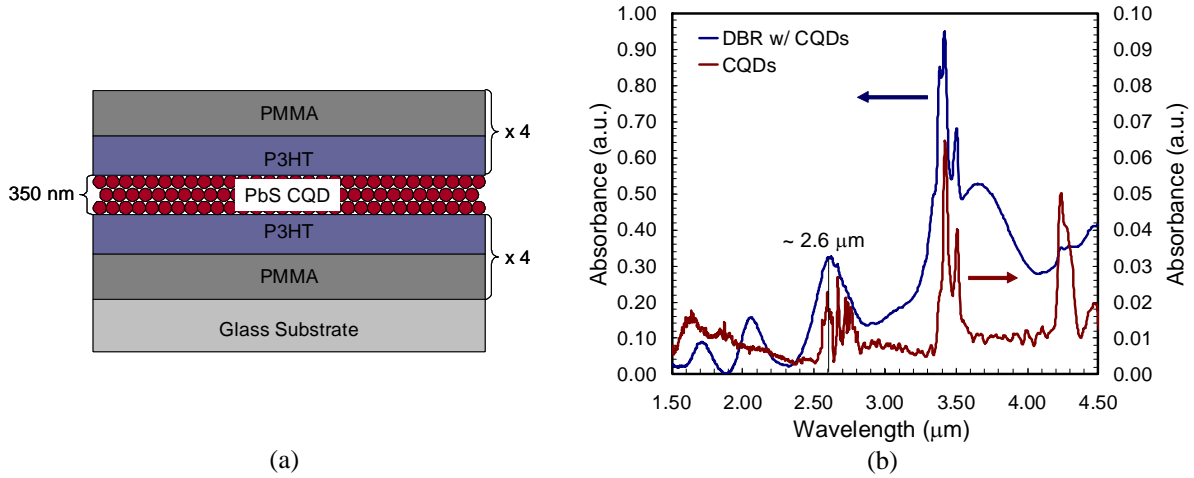 PMMA
x 4
P3HT
350 nm
PbS CQD
P3HT
x 4
PMMA
Glass Substrate
(a)
DBR w/ CQDs
CQDs
~ 2.6 μm
Absorbance (a.u.)
1.00
0.90
0.80
0.70
0.60
0.50
0.40
0.30
0.20
0.10
0.00
0.10
0.09
0.08
0.07
0.06
0.05
0.04
0.03
0.02
0.01
0.00
Absorbance (a.u.)
1.50 2.00 2.50 3.00 3.50 4.00 4.50
Wavelength (μm)
(b)